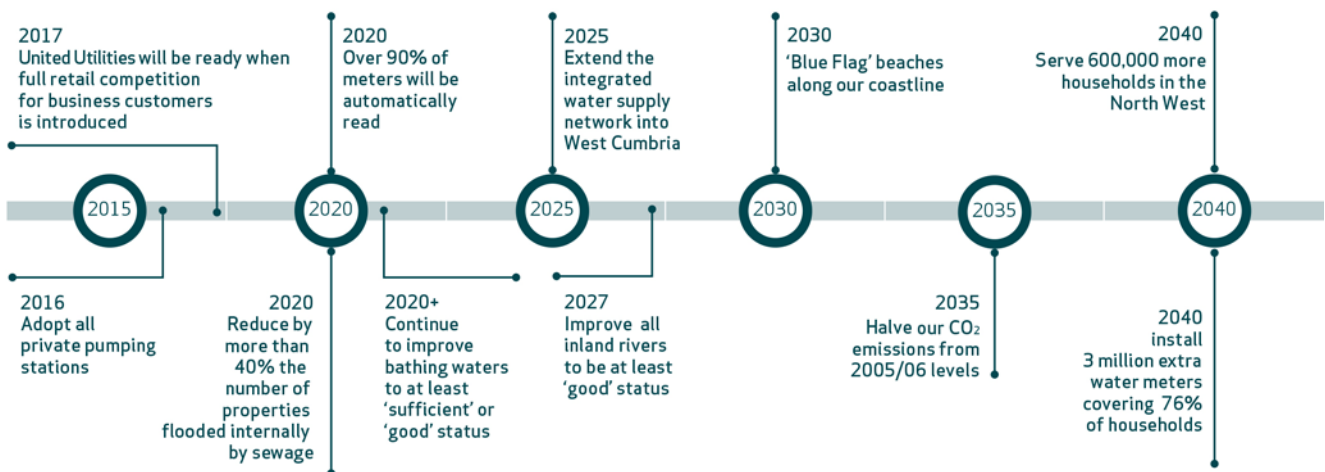 2017
United Utilities will be ready when
full retail competition
for business customers
is introduced
2020
Over 90% of
meters will be
automatically
read
2025
Extend the
integrated
water supply
network into
West Cumbria
2030
‘Blue Flag’ beaches
along our coastline
2040
Serve 600,000 more
households in the
North West
2015
2020
2025
2030
2035
2040
2016
Adopt all
private pumping
stations
2020
Reduce by
more than
40% the
number of
properties
flooded internally
by sewage
2020+
Continue
to improve
bathing waters
to at least
‘sufficient’ or
‘good’ status
2027
Improve all
inland rivers
to be at least
‘good’ status
2035
Halve our CO₂
emissions from
2005/06 levels
2040
install
3 million extra
water meters
covering 76%
of households